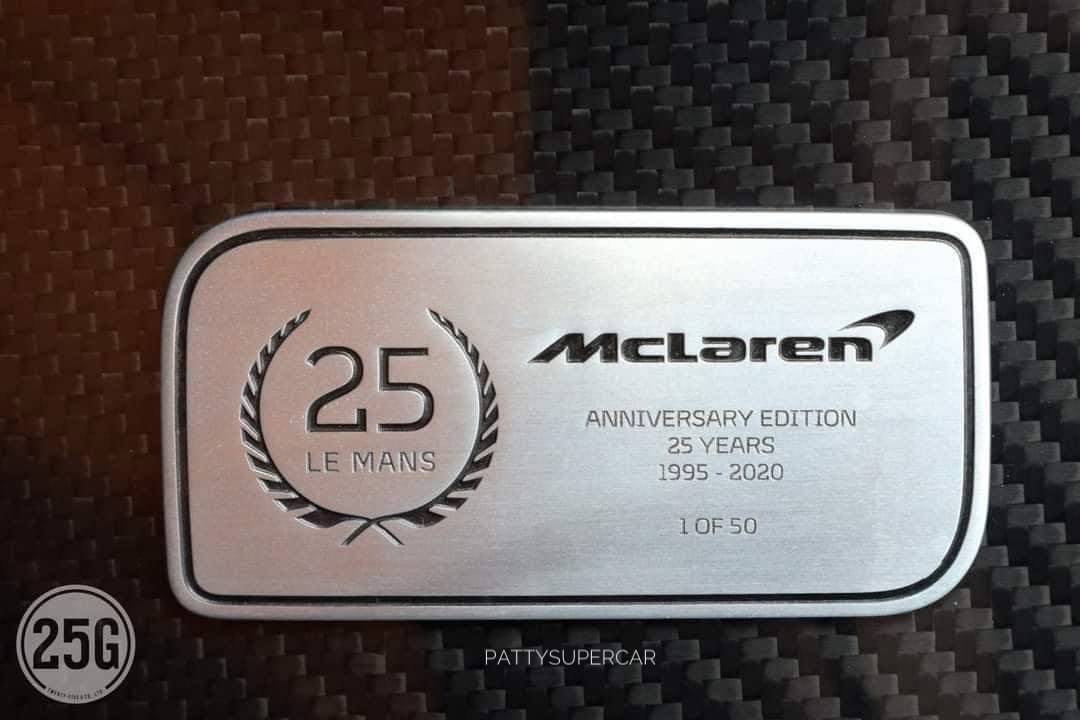 25
LE MANS
McLaren
ANNIVERSARY EDITION
25 YEARS
1995 - 2020
1 OF 50
25G
PATTYSUPERCAR